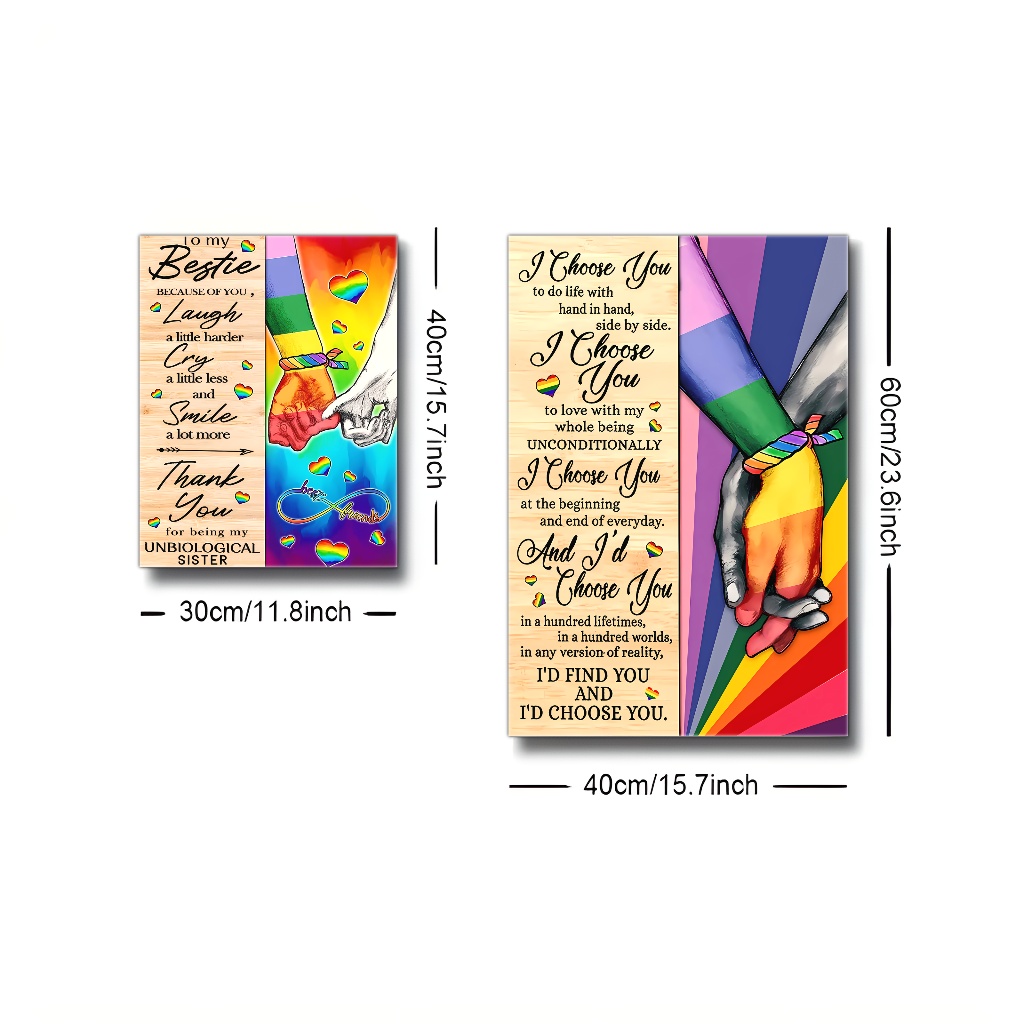 To my
Bestie
BECAUSE OF YOU,
Laugh
a little harder
Cry
a little less
and
Smile
a lot more
Thank
You
for being my
UNBIOLOGICAL
SISTER
best
friends
40cm/15.7inch
30cm/11.8inch
I Choose You
to do life with
hand in hand,
side by side.
I Choose
You
to love with my
whole being
UNCONDITIONALLY
I Choose You
at the beginning
and end of everyday.
And I'd
Choose You
in a hundred lifetimes,
in a hundred worlds,
in any version of reality,
I'D FIND YOU
AND
I'D CHOOSE YOU.
60cm/23.6inch
40cm/15.7inch